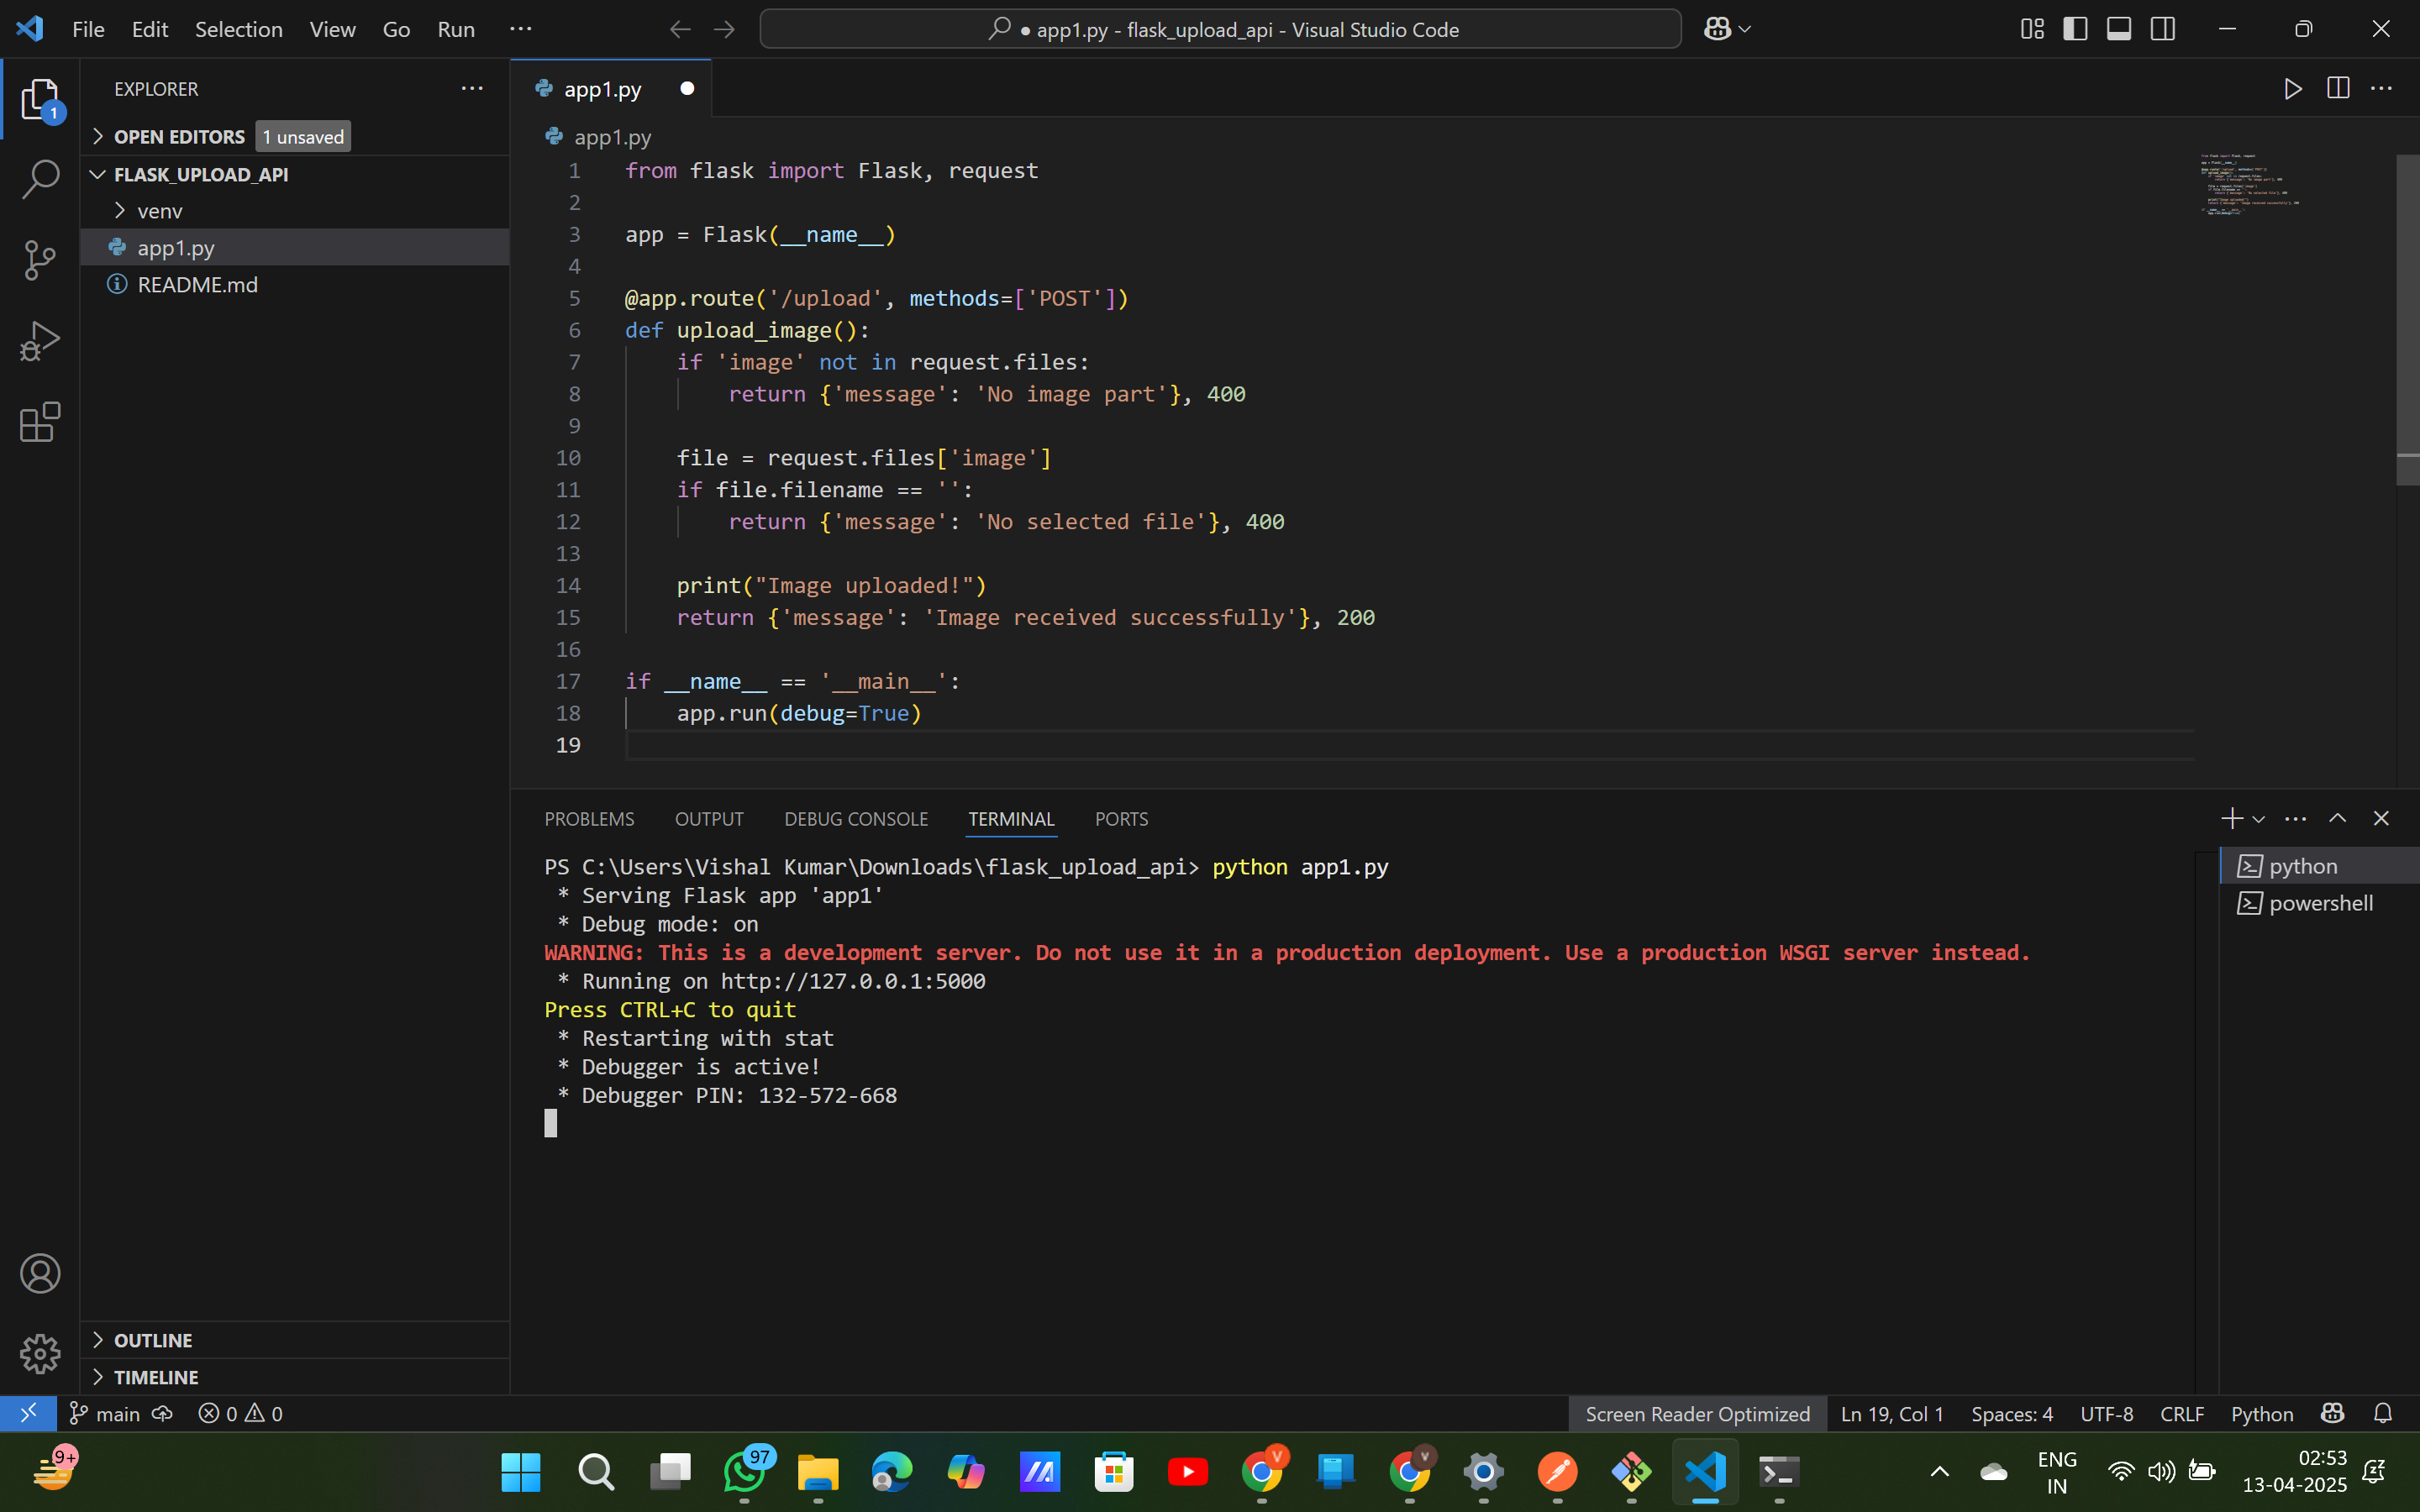 File Edit Selection View Go Run ···
● app1.py - flask_upload_api - Visual Studio Code
EXPLORER
1
OPEN EDITORS 1 unsaved
FLASK_UPLOAD_API
venv
app1.py
README.md
OUTLINE
TIMELINE
app1.py
app1.py
1 from flask import Flask, request
2
3 app = Flask(__name__)
4
5 @app.route('/upload', methods=['POST'])
6 def upload_image():
7 if 'image' not in request.files:
8 return {'message': 'No image part'}, 400
9
10 file = request.files['image']
11 if file.filename == '':
12 return {'message': 'No selected file'}, 400
13
14 print("Image uploaded!")
15 return {'message': 'Image received successfully'}, 200
16
17 if __name__ == '__main__':
18 app.run(debug=True)
19
PROBLEMS OUTPUT DEBUG CONSOLE TERMINAL PORTS
PS C:\Users\Vishal Kumar\Downloads\flask_upload_api> python app1.py
* Serving Flask app 'app1'
* Debug mode: on
WARNING: This is a development server. Do not use it in a production deployment. Use a production WSGI server instead.
* Running on http://127.0.0.1:5000
Press CTRL+C to quit
* Restarting with stat
* Debugger is active!
* Debugger PIN: 132-572-668
python
powershell
main 0 0
Screen Reader Optimized Ln 19, Col 1 Spaces: 4 UTF-8 CRLF Python
9+
97
V
V
ENG
IN
02:53
13-04-2025